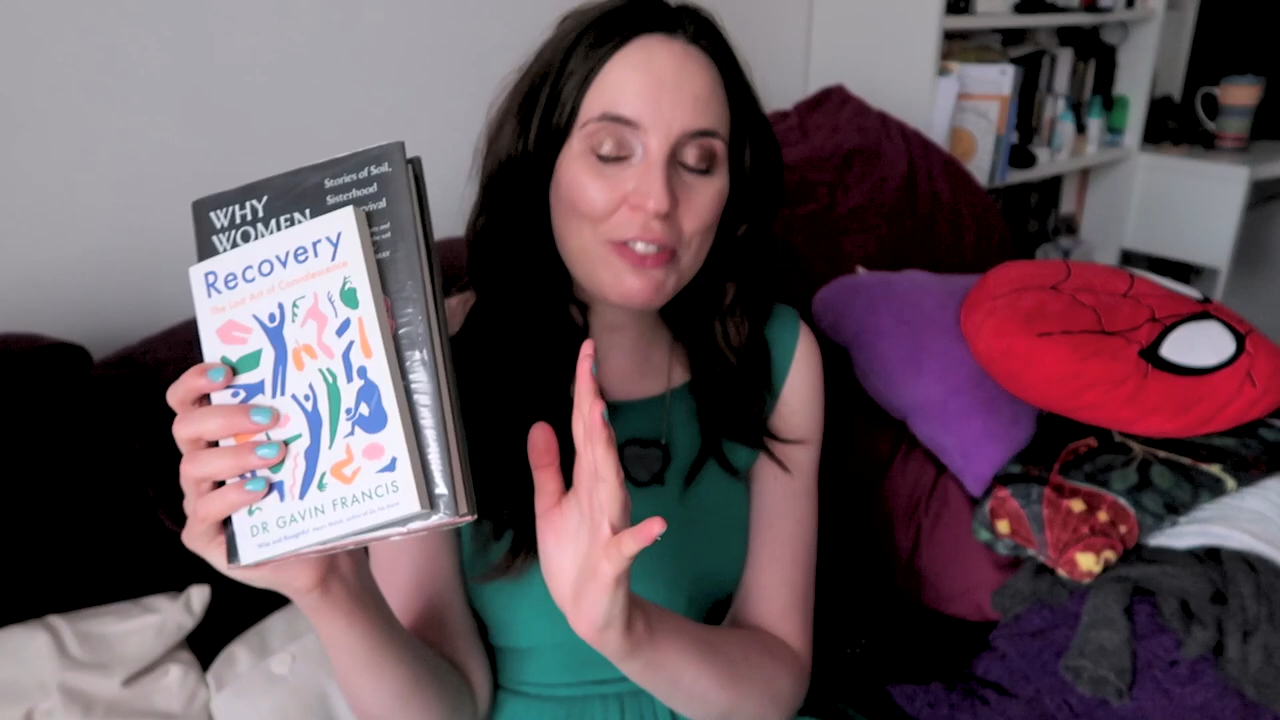 WHY
WOMEN
Stories of Soil,
Sisterhood
Recovery
The Lost Art of Convalescence
DR GAVIN FRANCIS